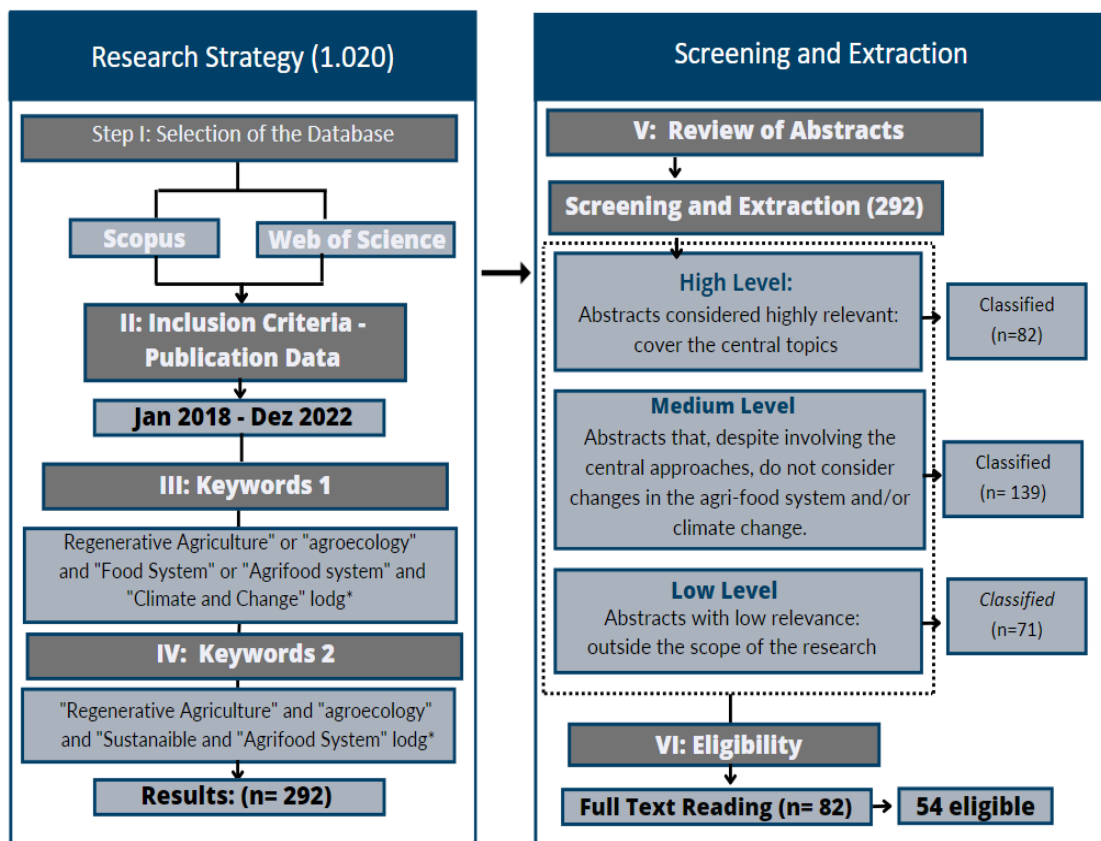 Research Strategy (1.020)
Step I: Selection of the Database
Scopus
Web of Science
II: Inclusion Criteria -
Publication Data
Jan 2018 - Dez 2022
III: Keywords 1
Regenerative Agriculture" or "agroecology"
and "Food System" or "Agrifood system" and
"Climate and Change" lodg*
IV: Keywords 2
"Regenerative Agriculture" and "agroecology"
and "Sustanaible and "Agrifood System" lodg*
Results: (n= 292)
Screening and Extraction
V: Review of Abstracts
Screening and Extraction (292)
High Level:
Abstracts considered highly relevant:
cover the central topics
Classified
(n=82)
Medium Level
Abstracts that, despite involving the
central approaches, do not consider
changes in the agri-food system and/or
climate change.
Classified
(n= 139)
Low Level
Abstracts with low relevance:
outside the scope of the research
Classified
(n=71)
VI: Eligibility
Full Text Reading (n= 82)
54 eligible